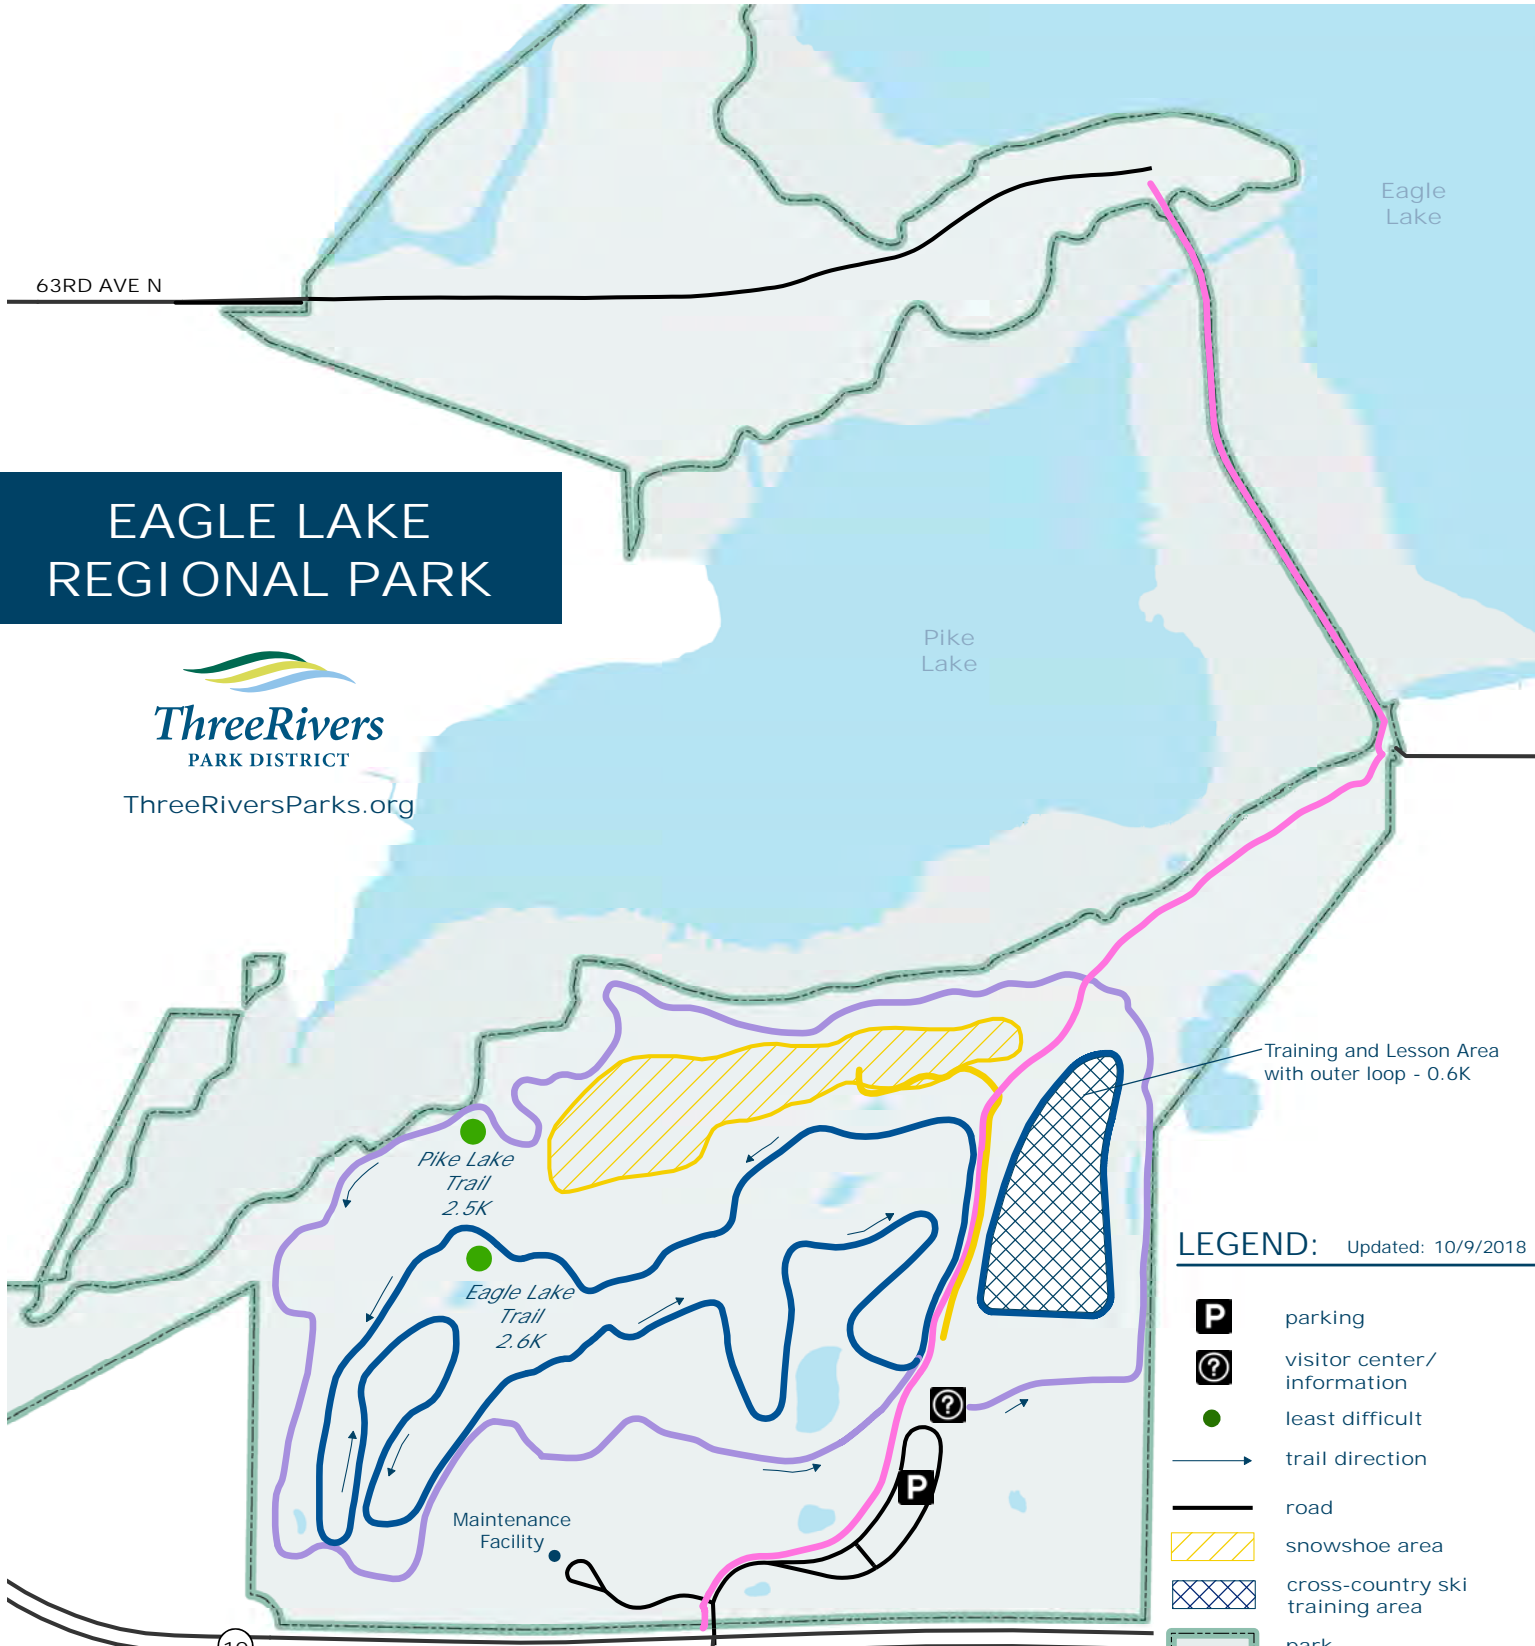 Eagle
Lake
63RD AVE N
EAGLE LAKE
REGIONAL PARK
Pike
Lake
ThreeRivers
PARK DISTRICT
ThreeRiversParks.org
Training and Lesson Area
with outer loop - 0.6K
Pike Lake
Trail
2.5K
Eagle Lake
Trail
2.6K
Maintenance
Facility
P
?
LEGEND: Updated: 10/9/2018
P parking
? visitor center/
information
least difficult
trail direction
road
snowshoe area
cross-country ski
training area
park